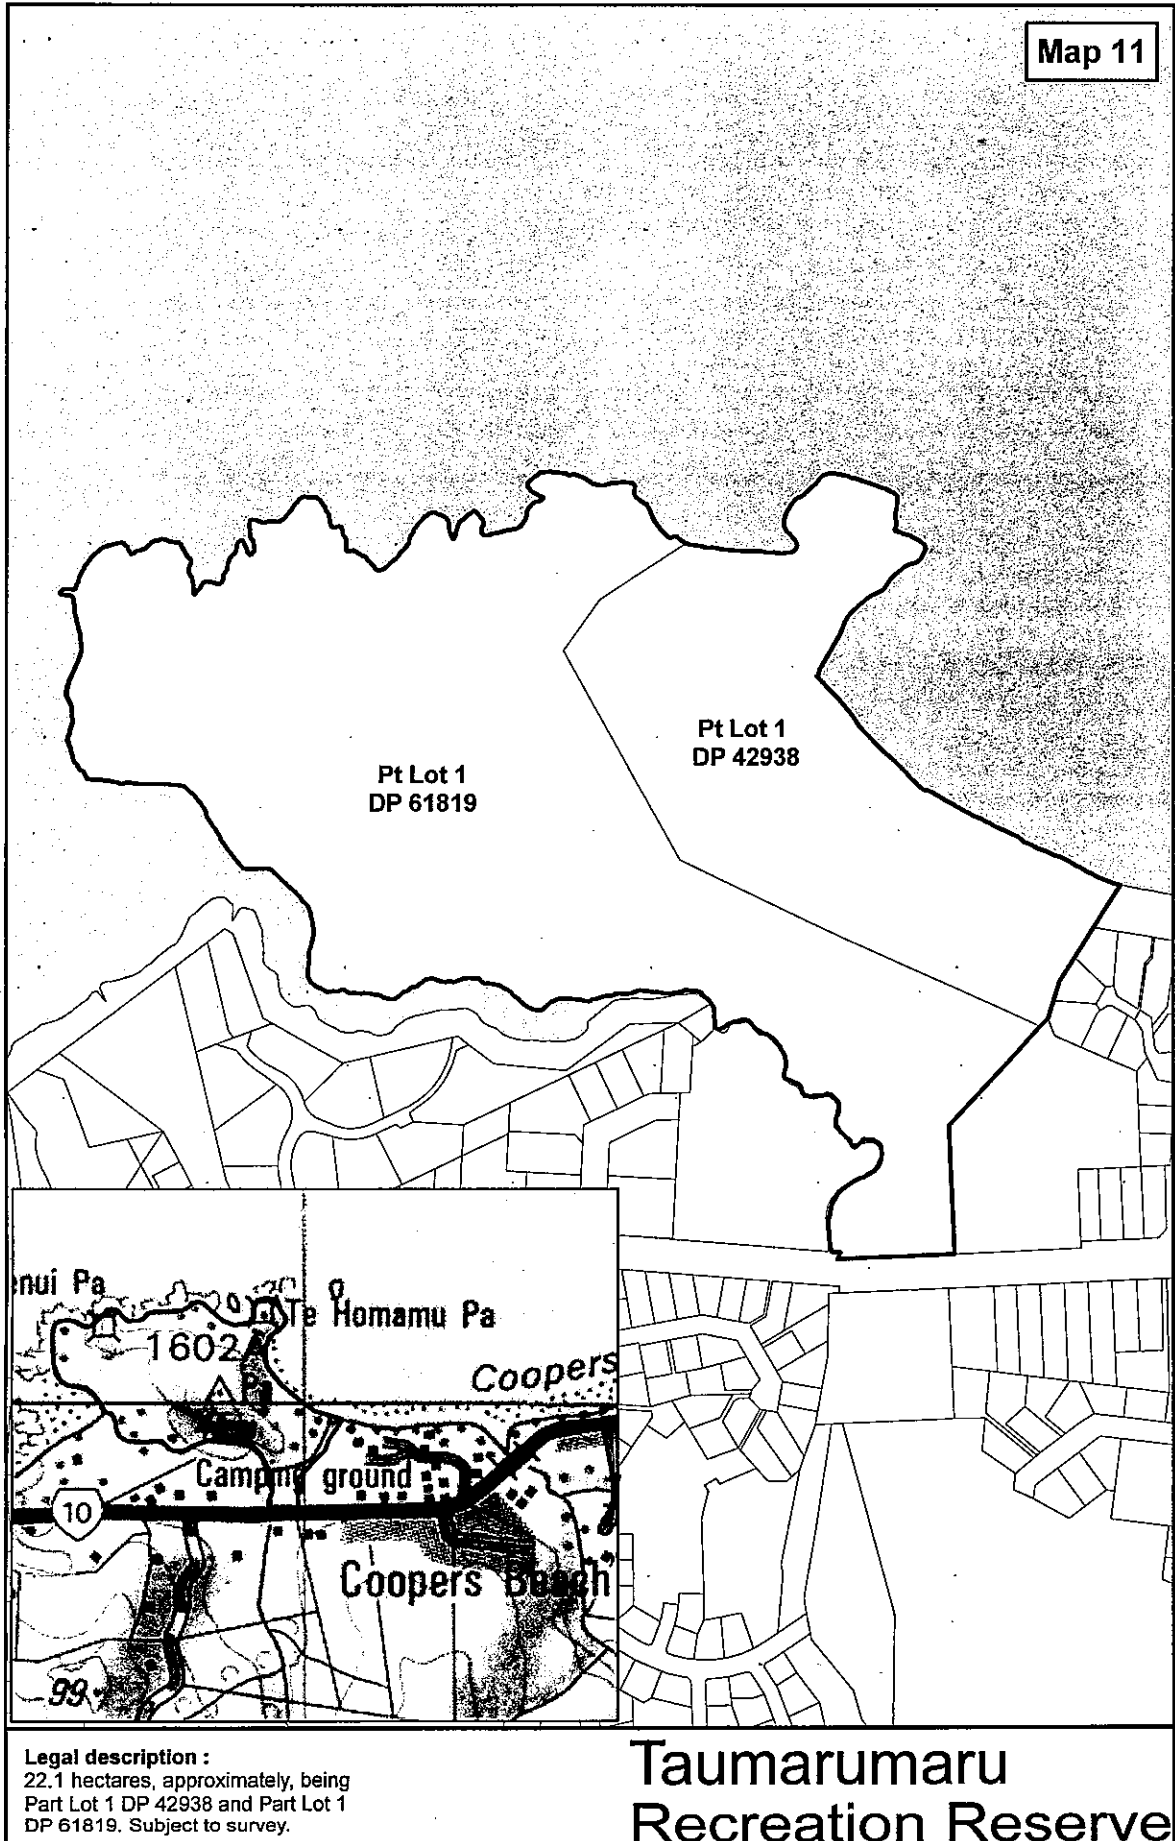 Map 11
Pt Lot 1
DP 42938
Pt Lot 1
DP 61819
Te Homamu Pa
1602A
Coopers
Camping ground
10
Coopers Beach
99
Legal description :
22.1 hectares, approximately, being
Part Lot 1 DP 42938 and Part Lot 1
DP 61819. Subject to survey.
Taumarumaru
Recreation Reserve